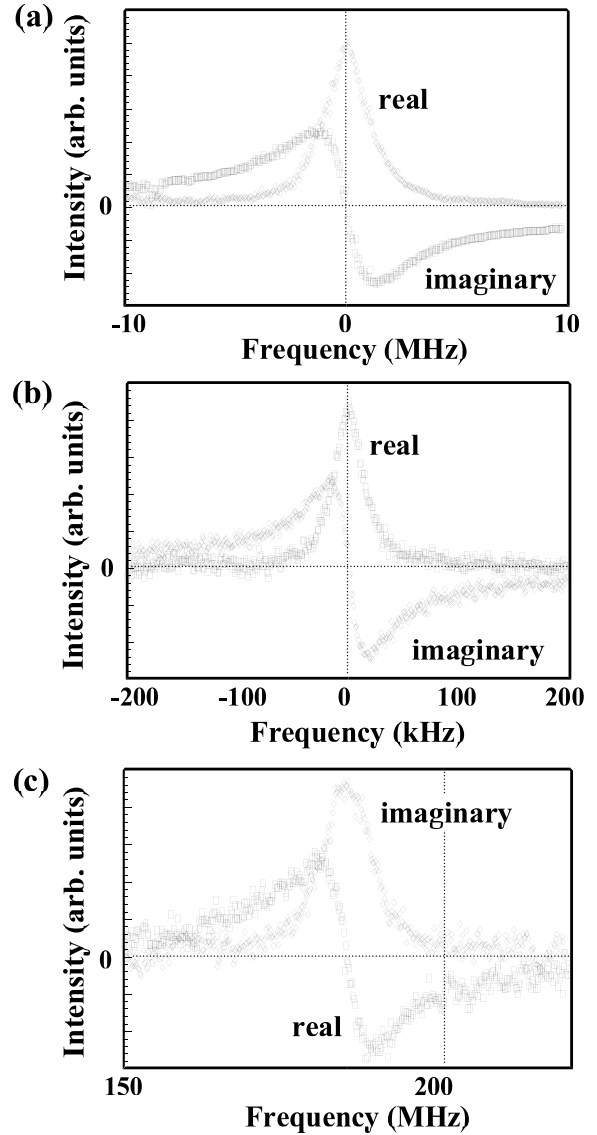 (a)
Intensity (arb. units)
real
0
imaginary
-10 0 10
Frequency (MHz)
(b)
Intensity (arb. units)
real
0
imaginary
-200 -100 0 100 200
Frequency (kHz)
(c)
Intensity (arb. units)
imaginary
0
real
150 200
Frequency (MHz)